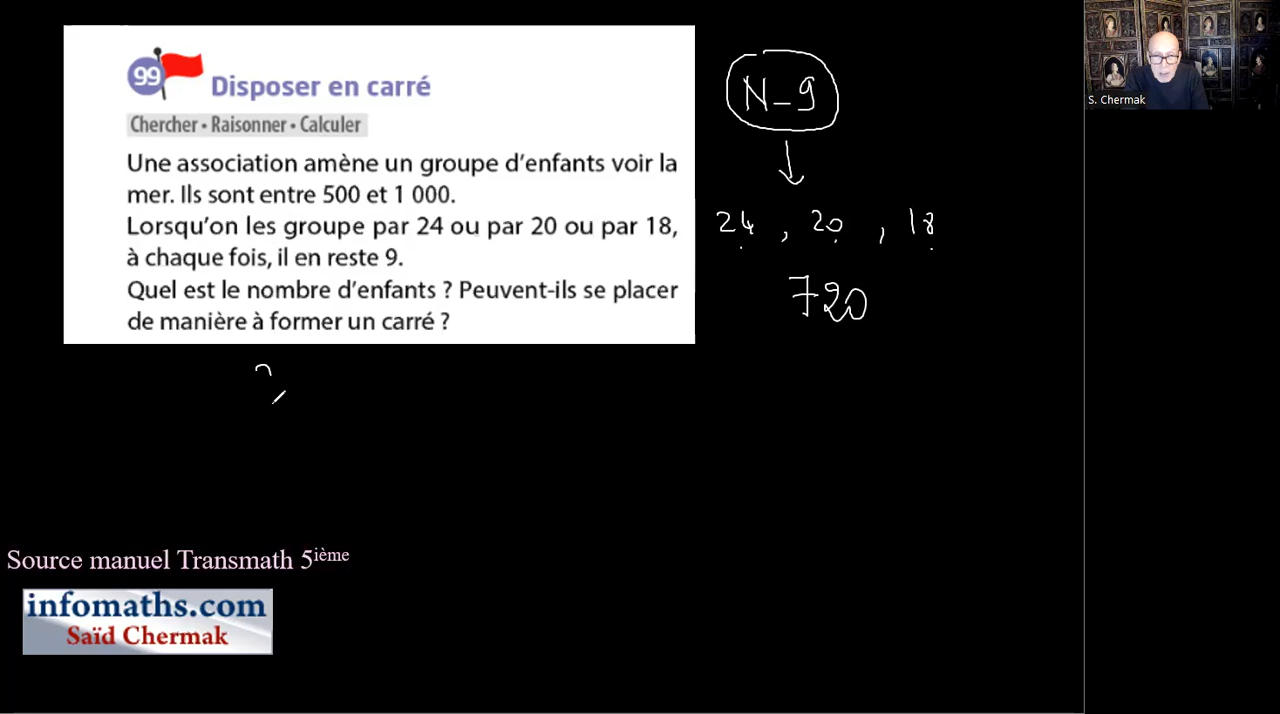 99
Disposer en carré
Chercher • Raisonner • Calculer
Une association amène un groupe d'enfants voir la
mer. Ils sont entre 500 et 1 000.
Lorsqu'on les groupe par 24 ou par 20 ou par 18,
à chaque fois, il en reste 9.
Quel est le nombre d'enfants ? Peuvent-ils se placer
de manière à former un carré ?
N - 9
24 , 20 , 18
720
Source manuel Transmath 5ième
infomaths.com
Saïd Chermak
S. Chermak